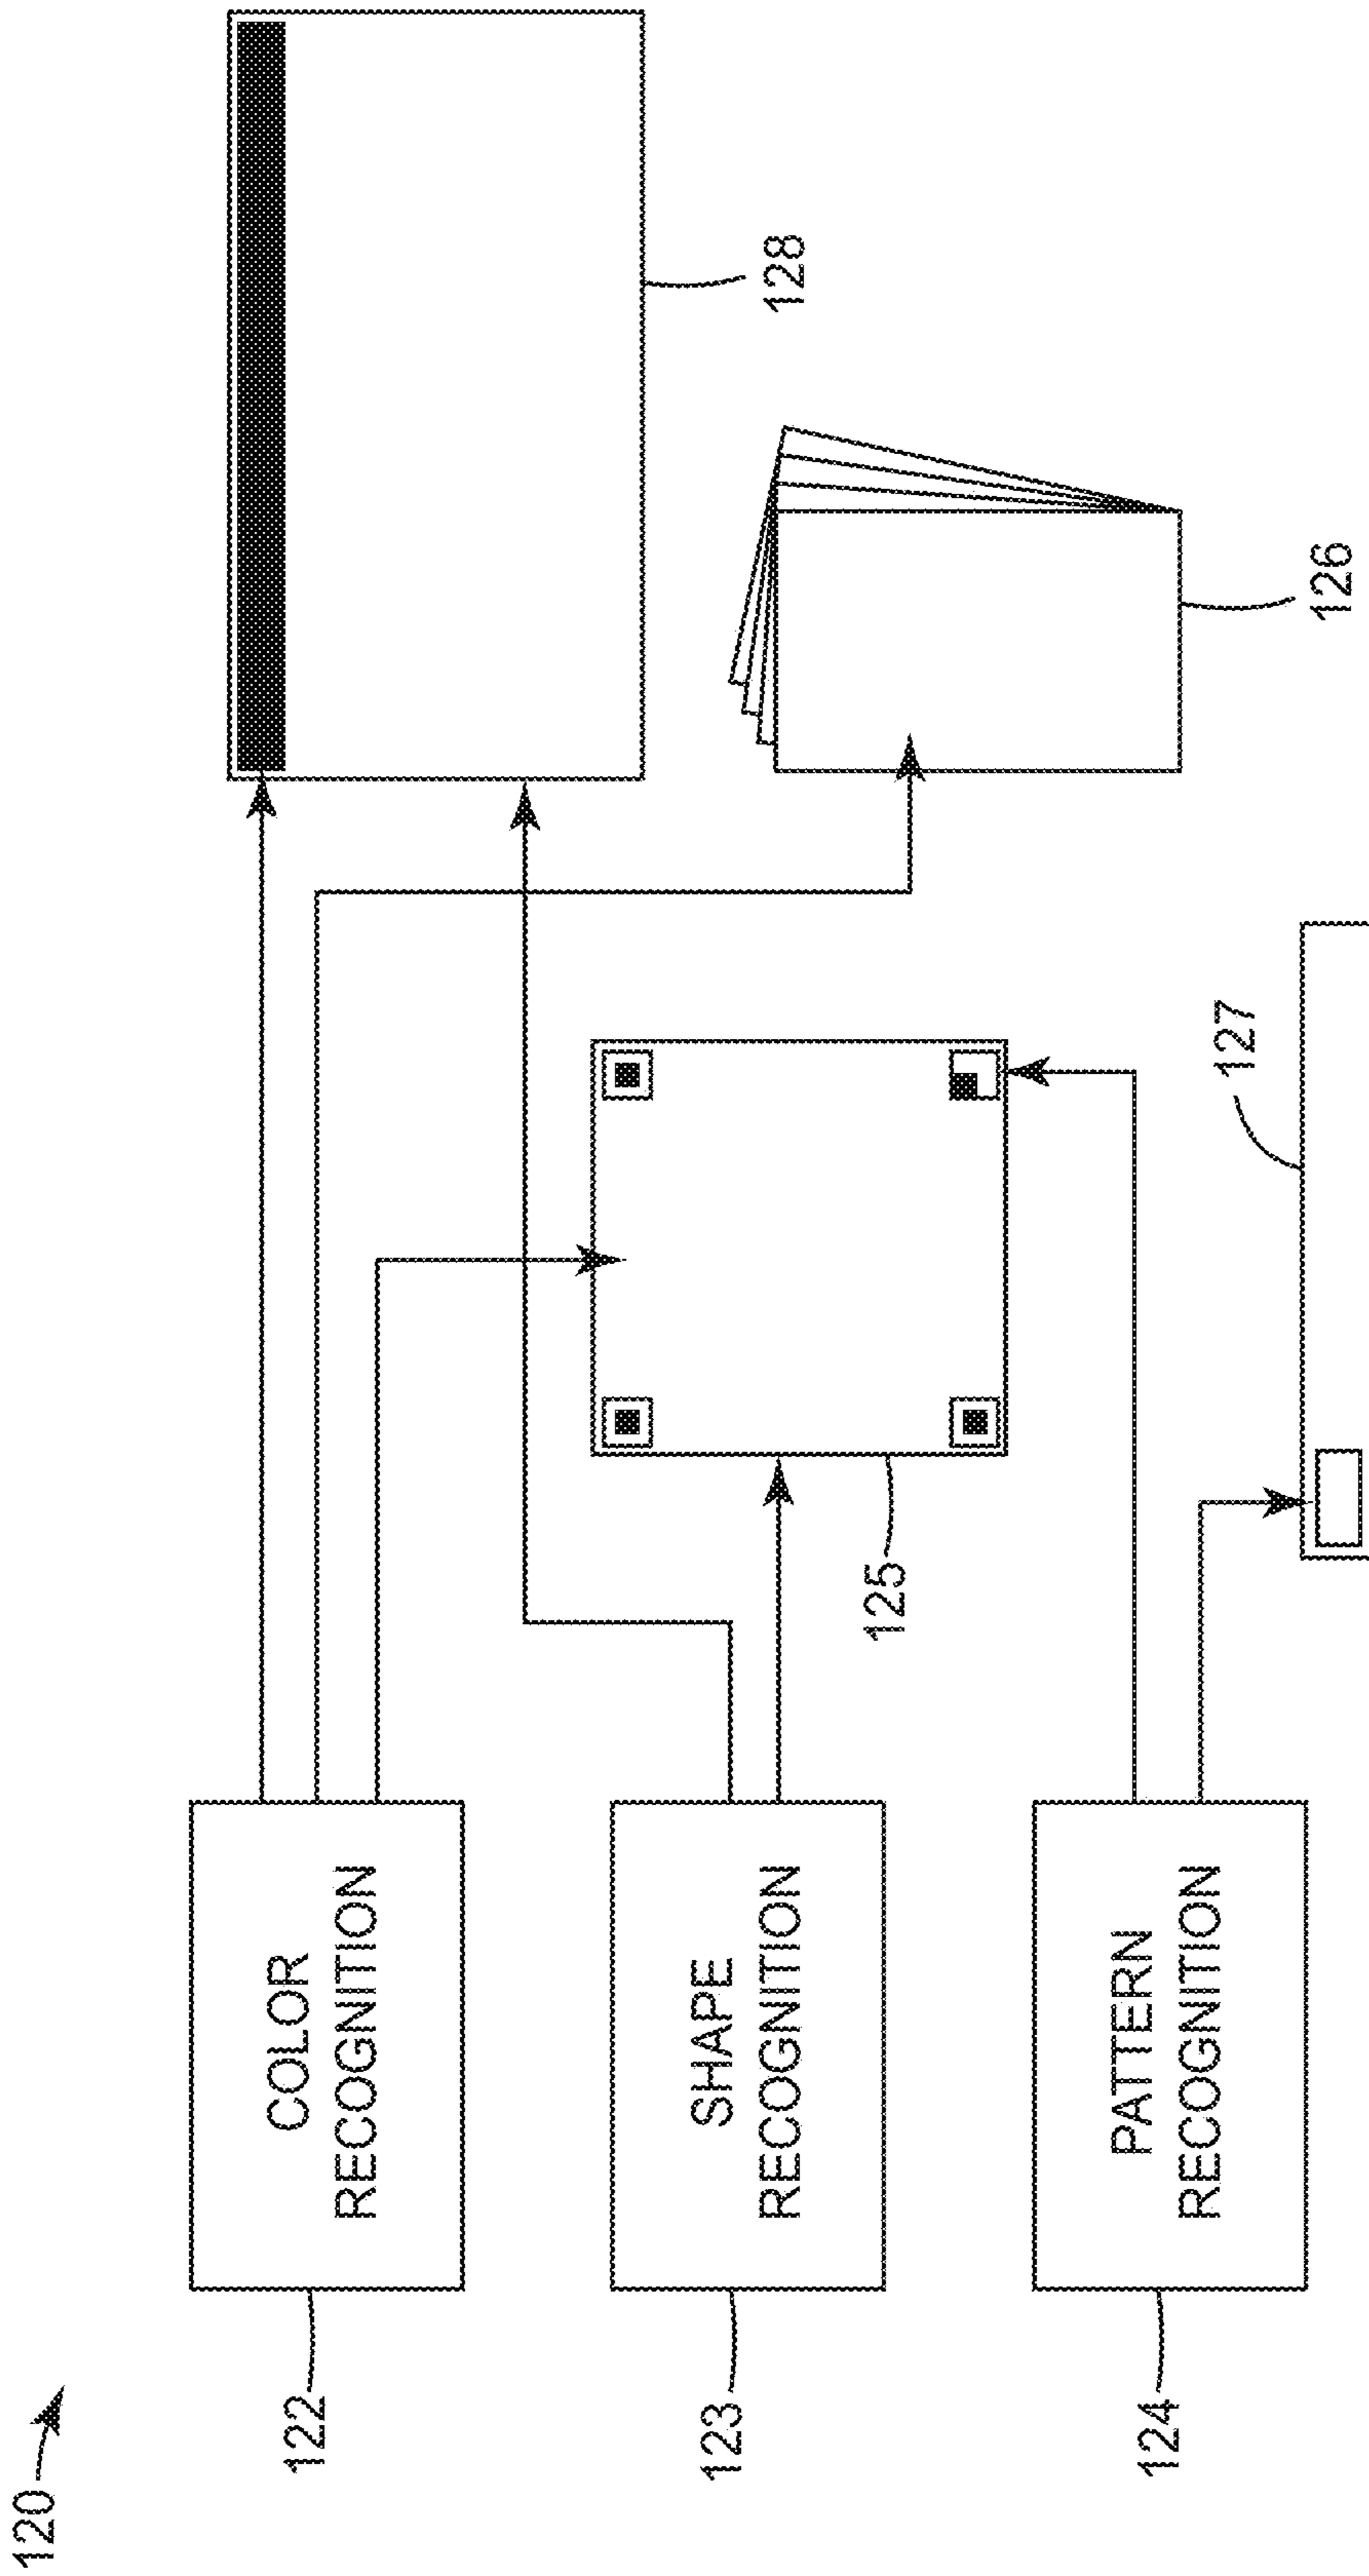 120
122
COLOR
RECOGNITION
128
123
SHAPE
RECOGNITION
125
126
124
PATTERN
RECOGNITION
127